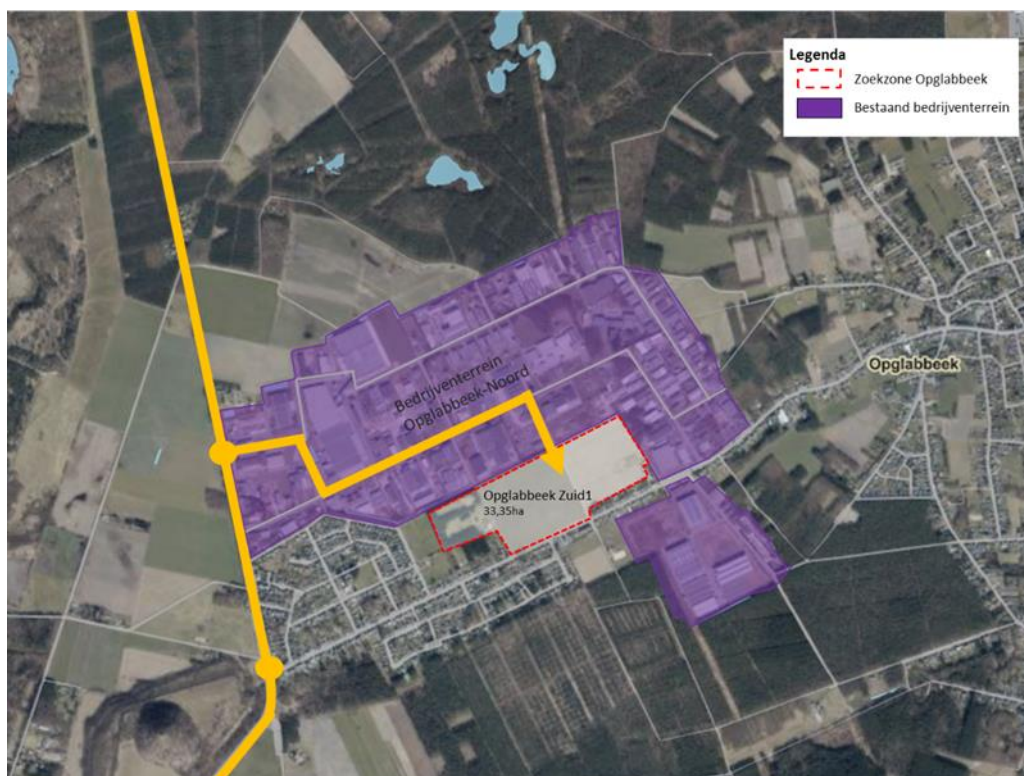 Legenda
Zoekzone Opglabbeek
Bestaand bedrijventerrein
Bedrijventerrein
Opglabbeek-Noord
Opglabbeek
Opglabbeek Zuid1
33,35ha